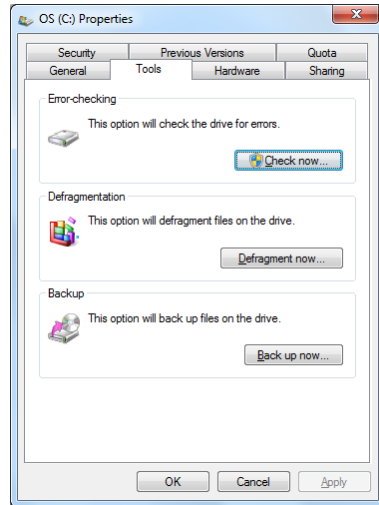 OS (C:) Properties
Security Previous Versions Quota
General Tools Hardware Sharing
Error-checking
This option will check the drive for errors.
Check now...
Defragmentation
This option will defragment files on the drive.
Defragment now...
Backup
This option will back up files on the drive.
Back up now...
OK Cancel Apply